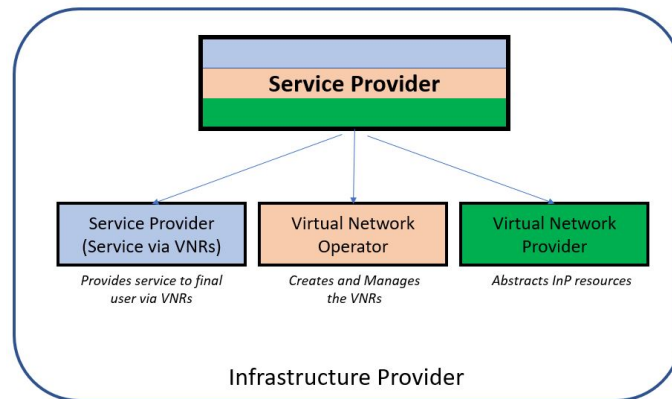 Service Provider
Service Provider
(Service via VNRs)
Virtual Network
Operator
Virtual Network
Provider
Provides service to final
user via VNRs
Creates and Manages
the VNRs
Abstracts InP resources
Infrastructure Provider